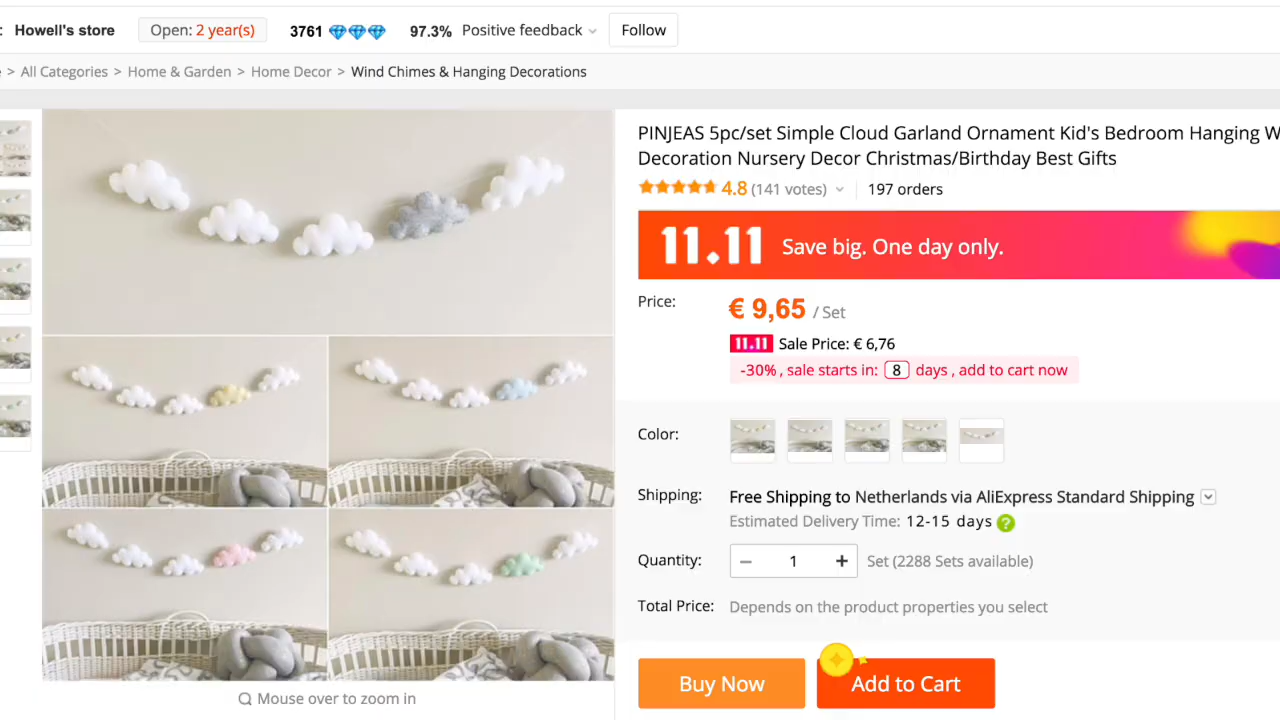 : Howell's store Open: 2 year(s) 3761 97.3% Positive feedback Follow
> All Categories > Home & Garden > Home Decor > Wind Chimes & Hanging Decorations
PINJEAS 5pc/set Simple Cloud Garland Ornament Kid's Bedroom Hanging
Decoration Nursery Decor Christmas/Birthday Best Gifts
4.8 (141 votes) 197 orders
11.11 Save big. One day only.
Price: € 9,65 / Set
11.11 Sale Price: € 6,76
-30% , sale starts in: 8 days , add to cart now
Color:
Shipping: Free Shipping to Netherlands via AliExpress Standard Shipping
Estimated Delivery Time: 12-15 days ?
Quantity: − 1 + Set (2288 Sets available)
Total Price: Depends on the product properties you select
Buy Now Add to Cart
Mouse over to zoom in